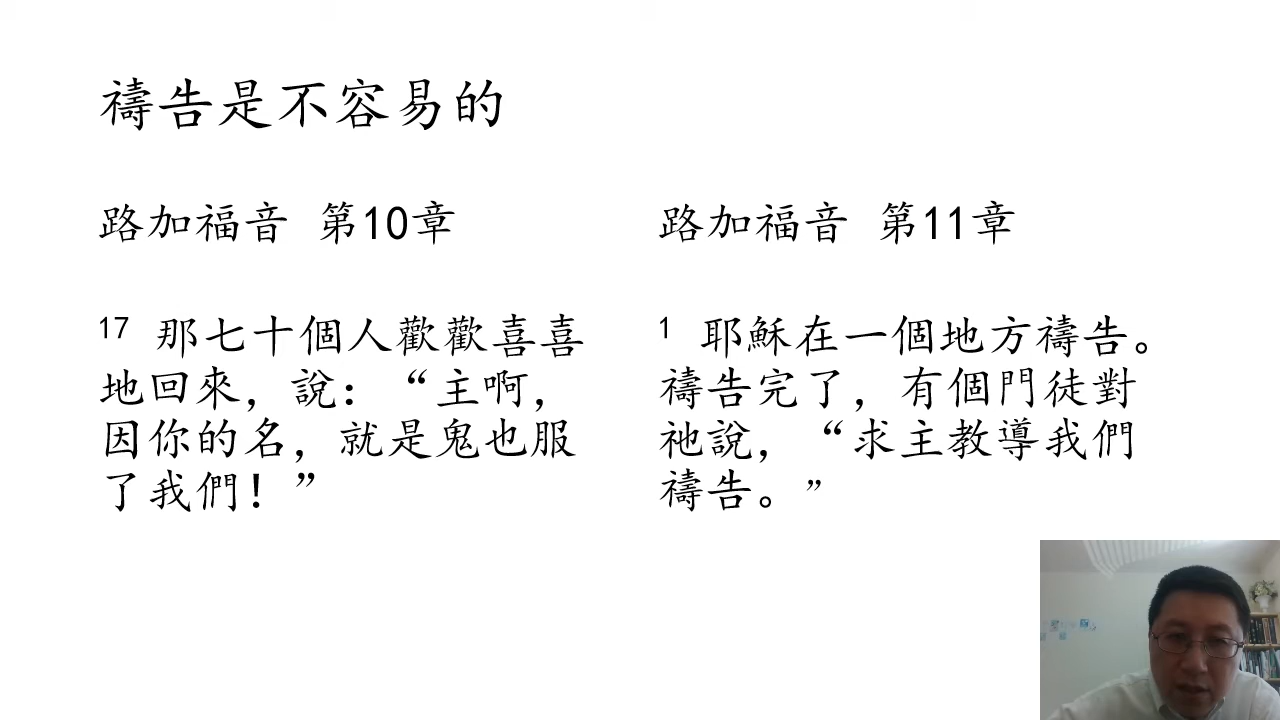 禱告是不容易的
路加福音 第10章
17 那七十個人歡歡喜喜
地回來，說：“主啊，
因你的名，就是鬼也服
了我們！”
路加福音 第11章
1 耶穌在一個地方禱告。
禱告完了，有個門徒對
祂說，“求主教導我們
禱告。”